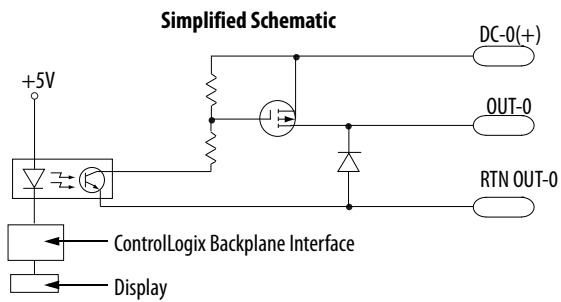 Simplified Schematic
DC-0(+)
+5V
OUT-0
RTN OUT-0
ControlLogix Backplane Interface
Display